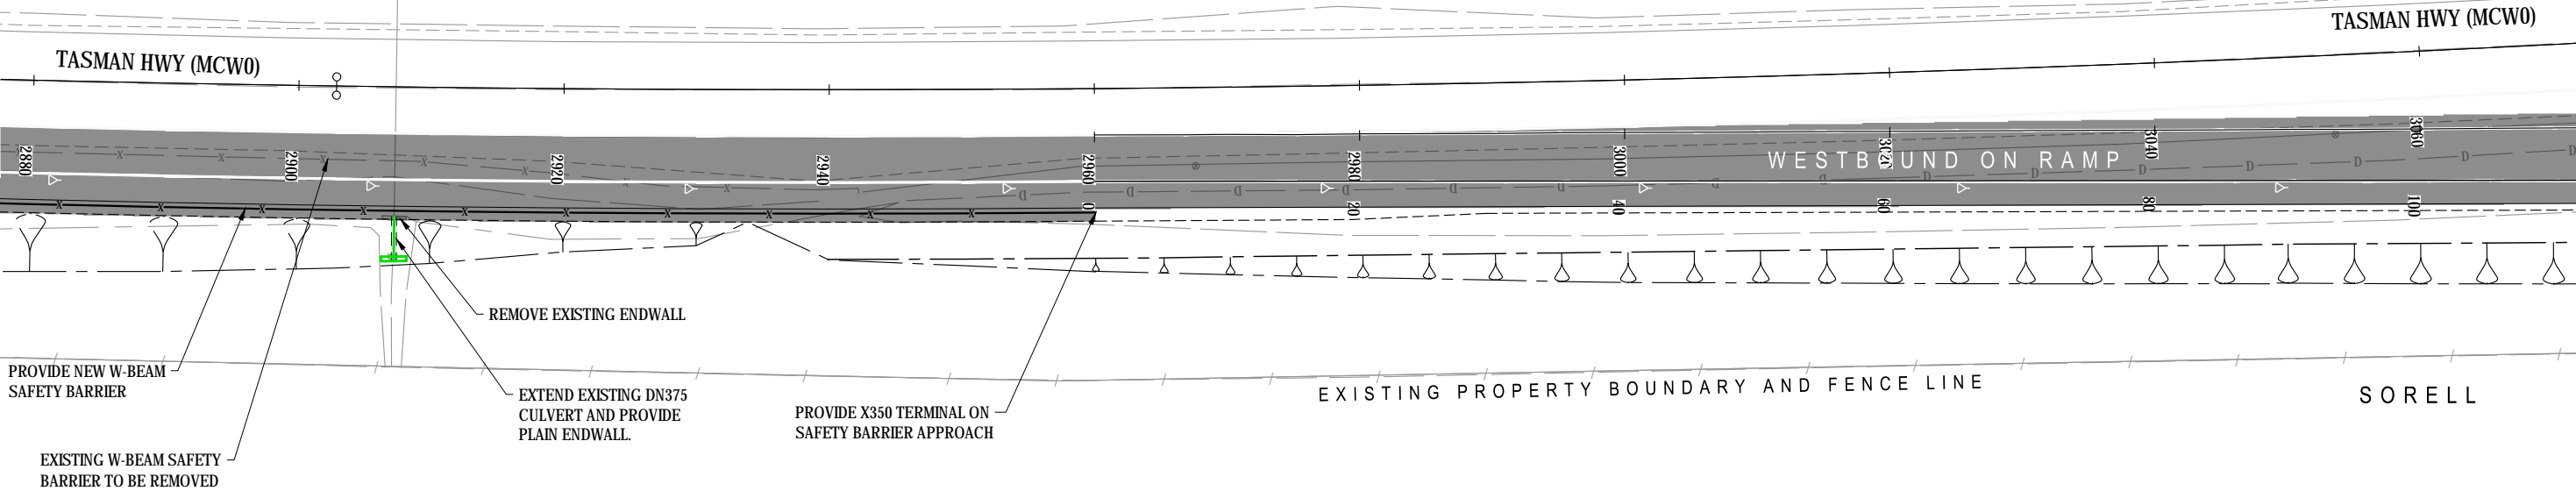 TASMAN HWY (MCW0)
TASMAN HWY (MCW0)
2880
2900
2920
2940
2960
2980
3000
3040
3060
WESTBOUND ON RAMP
0
20
40
60
80
100
REMOVE EXISTING ENDWALL
PROVIDE NEW W-BEAM
SAFETY BARRIER
EXTEND EXISTING DN375
CULVERT AND PROVIDE
PLAIN ENDWALL.
PROVIDE X350 TERMINAL ON
SAFETY BARRIER APPROACH
EXISTING PROPERTY BOUNDARY AND FENCE LINE
SORELL
EXISTING W-BEAM SAFETY
BARRIER TO BE REMOVED